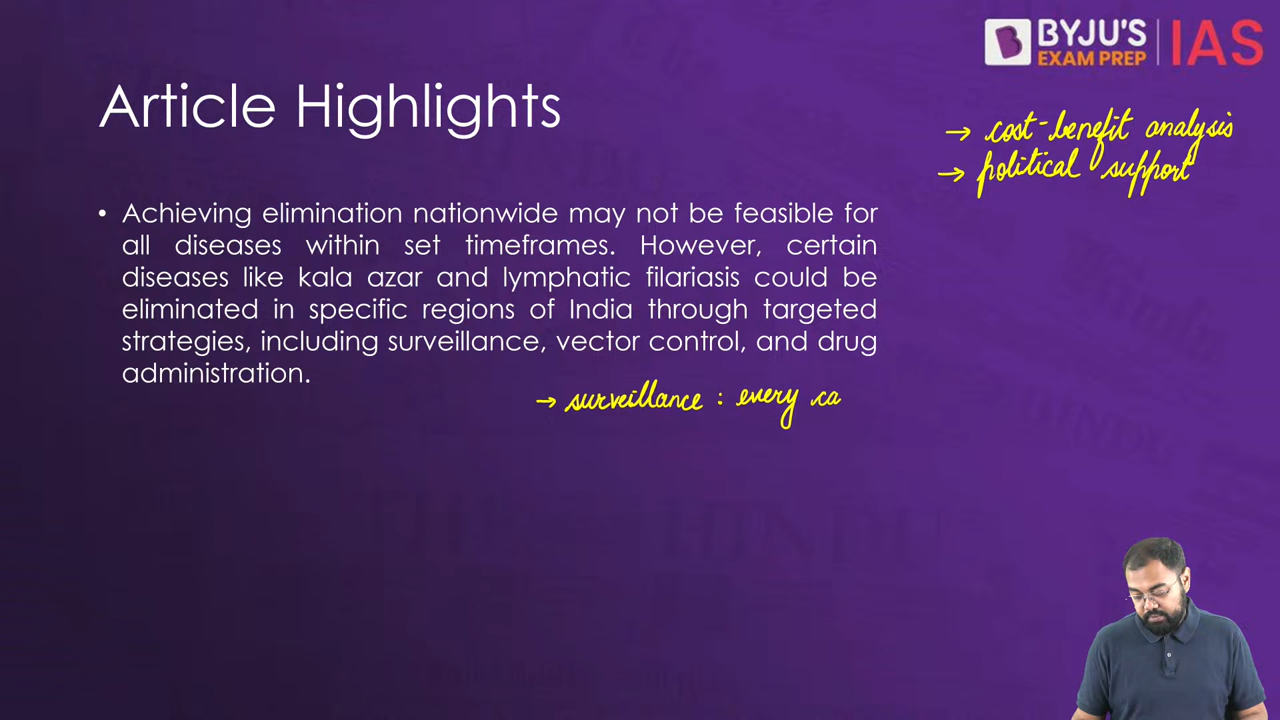 BYJU'S
EXAM PREP
IAS
Article Highlights
→ cost-benefit analysis
→ political support
• Achieving elimination nationwide may not be feasible for
all diseases within set timeframes. However, certain
diseases like kala azar and lymphatic filariasis could be
eliminated in specific regions of India through targeted
strategies, including surveillance, vector control, and drug
administration.
→ surveillance : every ca